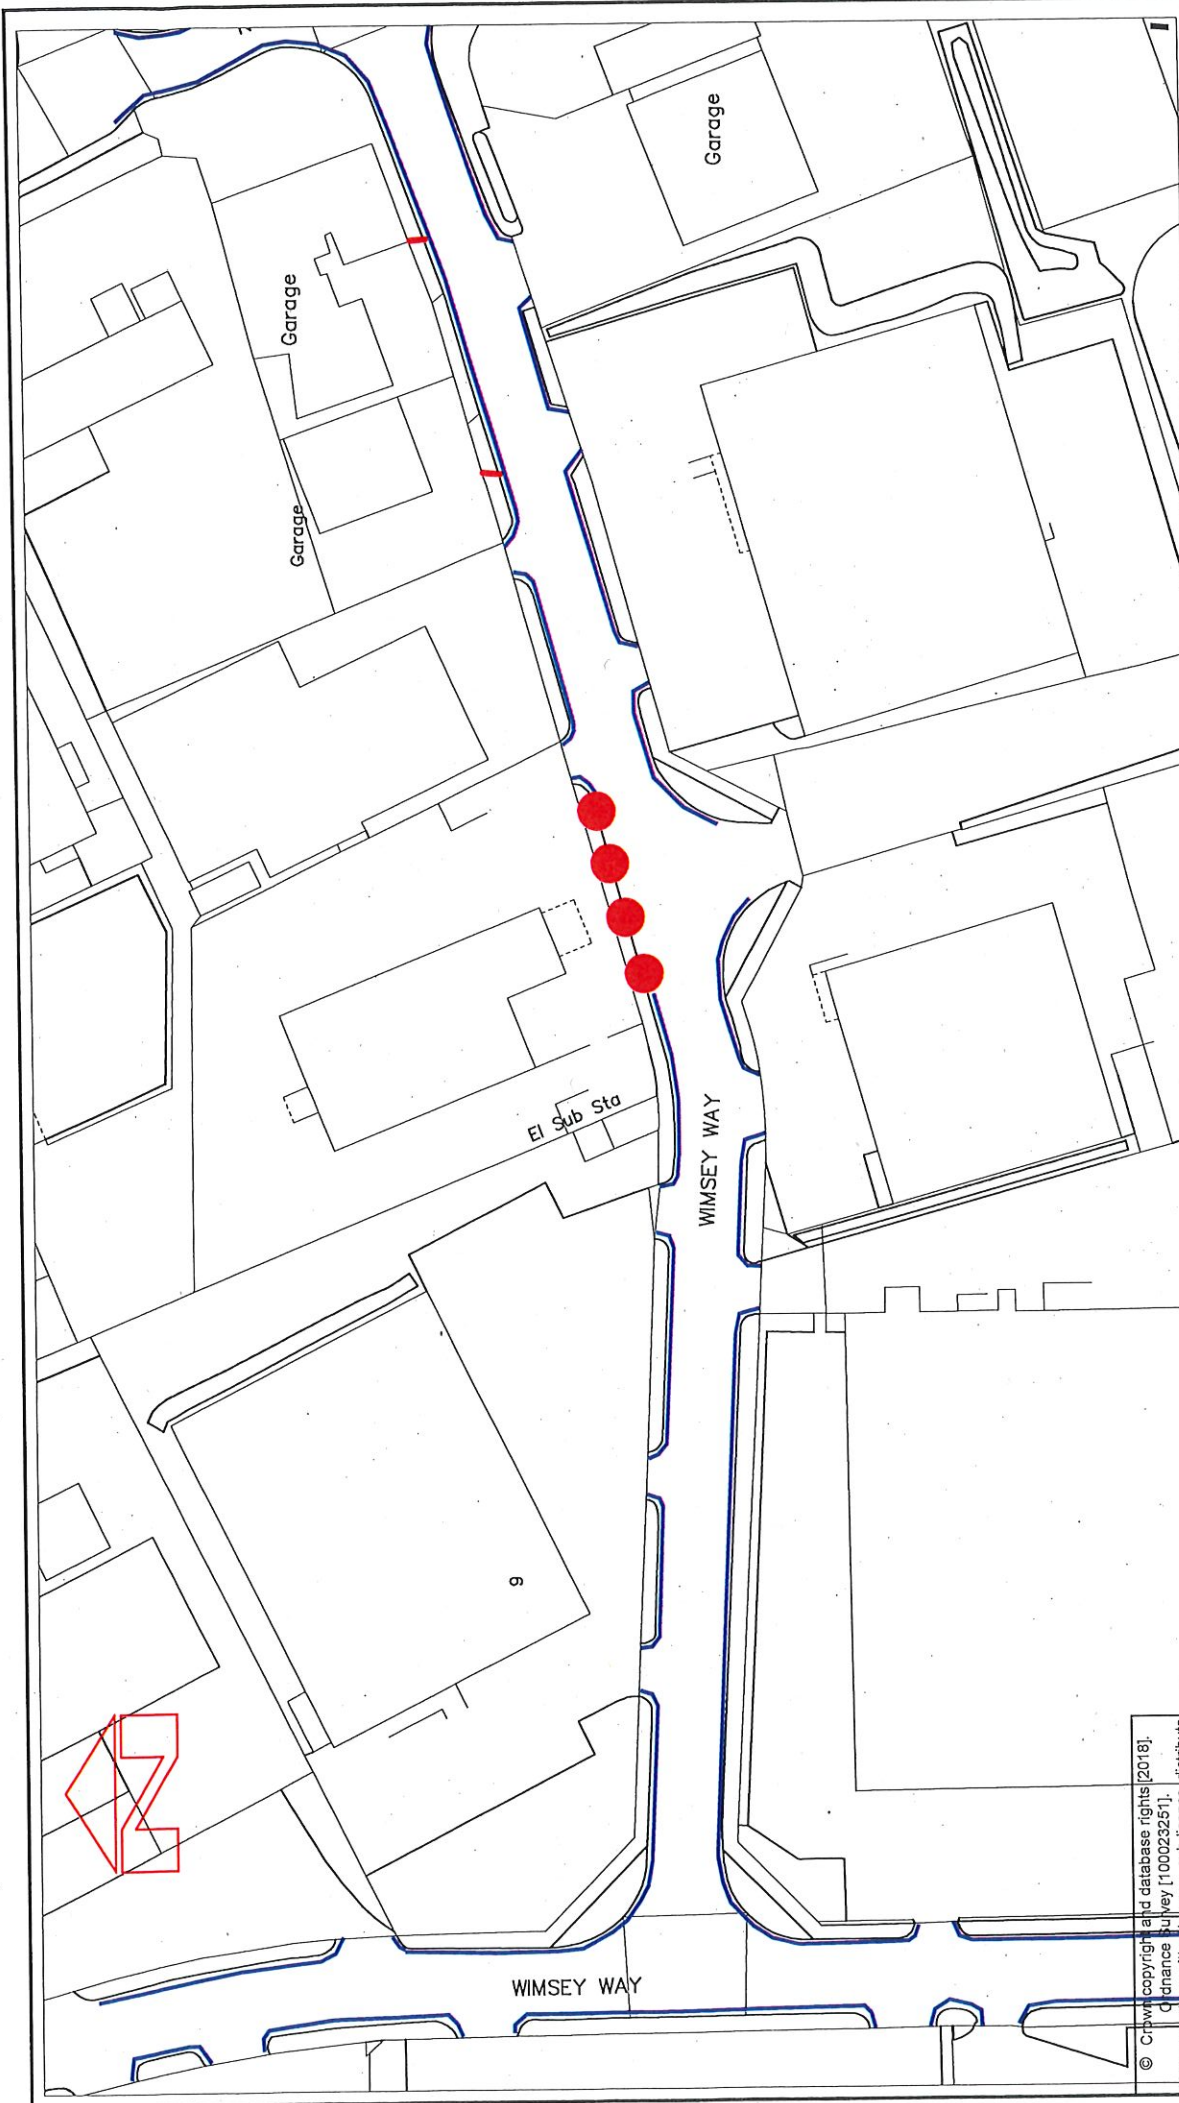 Garage
Garage
Garage
El Sub Sta
WIMSEY WAY
9
N
WIMSEY WAY
© Crown copyright and database rights [2018].
Ordnance Survey [100023251].